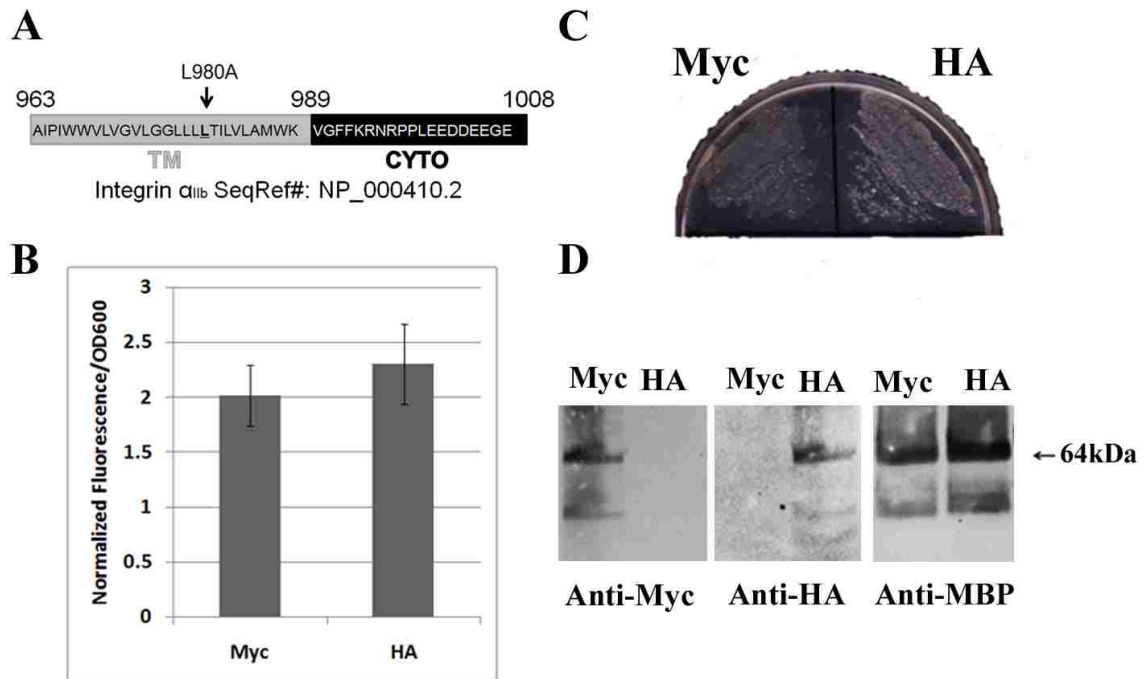 A
L980A
963 989 1008
AIPIWWVLVGVLGGLLLLTILVLAMWK VGFFKRNRPPLEEDDEEGE
TM CYTO
Integrin αIIb SeqRef#: NP_000410.2
B
Normalized Fluorescence/OD600
3
2.5
2
1.5
1
0.5
0
Myc HA
C
Myc HA
D
Myc HA Myc HA Myc HA
←64kDa
Anti-Myc Anti-HA Anti-MBP